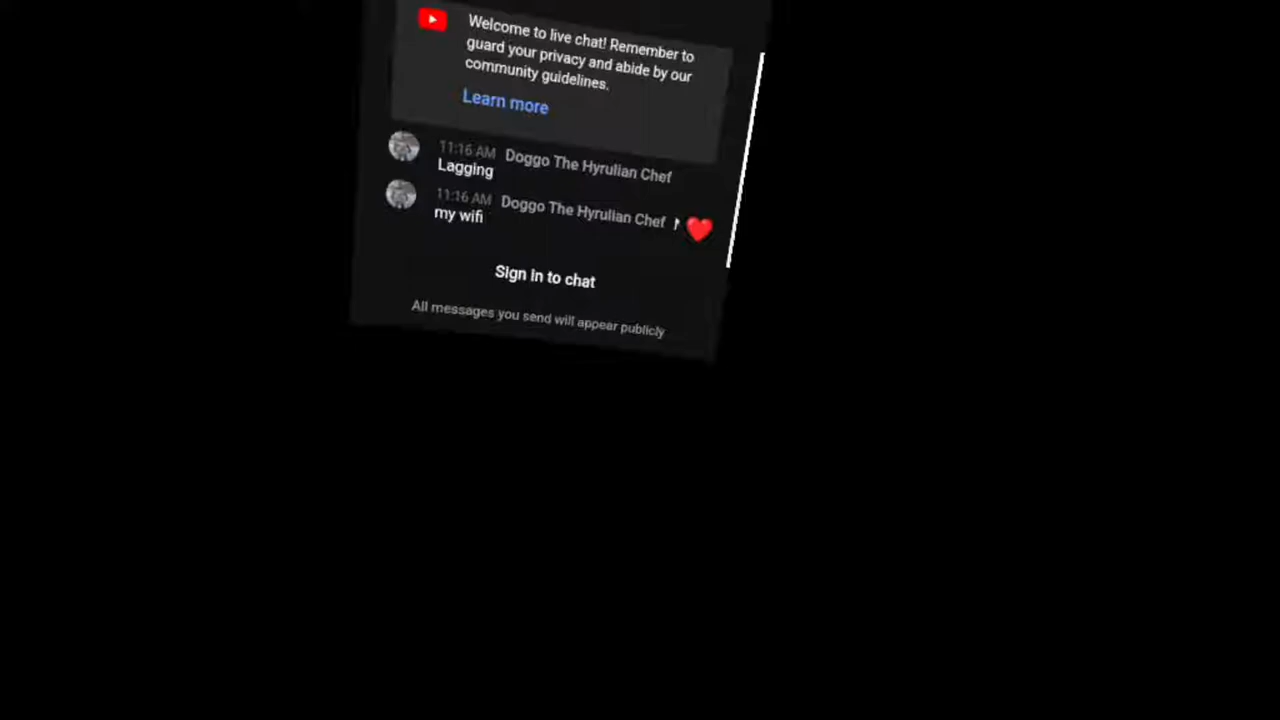 Welcome to live chat! Remember to
guard your privacy and abide by our
community guidelines.
Learn more
11:16 AM Doggo The Hyrulian Chef
Lagging
11:16 AM Doggo The Hyrulian Chef
my wifi
Sign in to chat
All messages you send will appear publicly